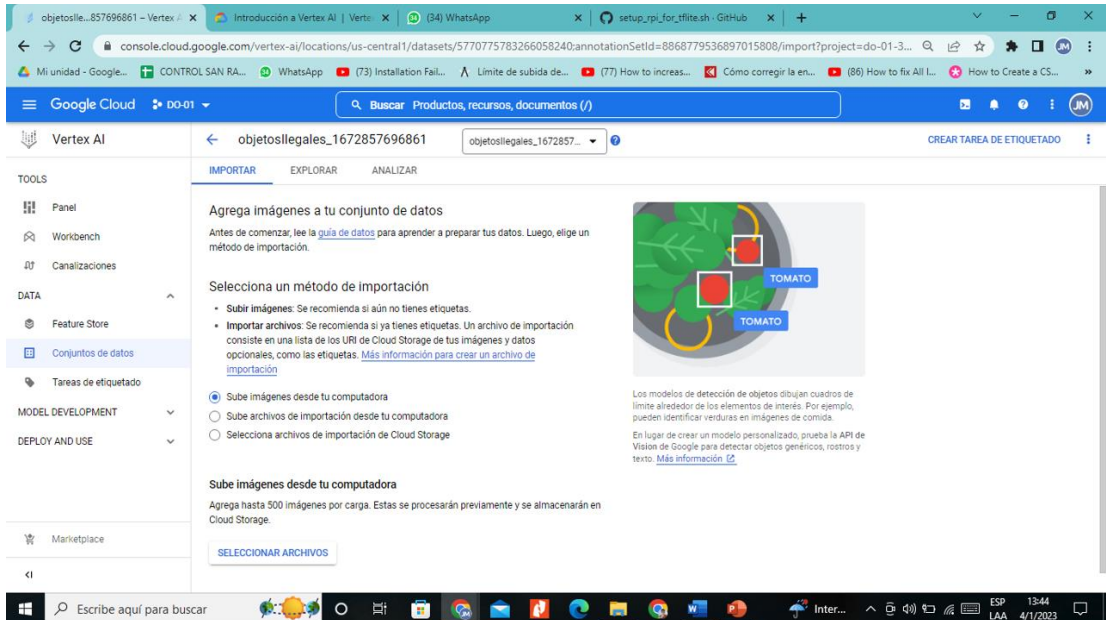 objetoslle...857696861 – Vertex A
Introducción a Vertex AI | Vertex
(34) WhatsApp
setup_rpi_for_tflite.sh · GitHub
console.cloud.google.com/vertex-ai/locations/us-central1/datasets/5770775783266058240;annotationSetId=8868779536897015808/import?project=do-01-3...
JM
Mi unidad - Google...
CONTROL SAN RA...
WhatsApp
(73) Installation Fail...
Límite de subida de...
(77) How to increas...
Cómo corregir la en...
(86) How to fix All I...
How to Create a CS...
Google Cloud
DO-01
Buscar Productos, recursos, documentos (/)
JM
Vertex AI
objetosIlegales_1672857696861
objetosIlegales_1672857...
CREAR TAREA DE ETIQUETADO
TOOLS
Panel
Workbench
Canalizaciones
DATA
Feature Store
Conjuntos de datos
Tareas de etiquetado
MODEL DEVELOPMENT
DEPLOY AND USE
Marketplace
IMPORTAR
EXPLORAR
ANALIZAR
Agrega imágenes a tu conjunto de datos
Antes de comenzar, lee la guía de datos para aprender a preparar tus datos. Luego, elige un
método de importación.
Selecciona un método de importación
• Subir imágenes: Se recomienda si aún no tienes etiquetas.
• Importar archivos: Se recomienda si ya tienes etiquetas. Un archivo de importación
consiste en una lista de los URI de Cloud Storage de tus imágenes y datos
opcionales, como las etiquetas. Más información para crear un archivo de
importación
Sube imágenes desde tu computadora
Sube archivos de importación desde tu computadora
Selecciona archivos de importación de Cloud Storage
Sube imágenes desde tu computadora
Agrega hasta 500 imágenes por carga. Estas se procesarán previamente y se almacenarán en
Cloud Storage.
SELECCIONAR ARCHIVOS
TOMATO
TOMATO
Los modelos de detección de objetos dibujan cuadros de
límite alrededor de los elementos de interés. Por ejemplo,
pueden identificar verduras en imágenes de comida.
En lugar de crear un modelo personalizado, prueba la API de
Vision de Google para detectar objetos genéricos, rostros y
texto. Más información
Escribe aquí para buscar
Inter...
ESP
LAA
13:44
4/1/2023